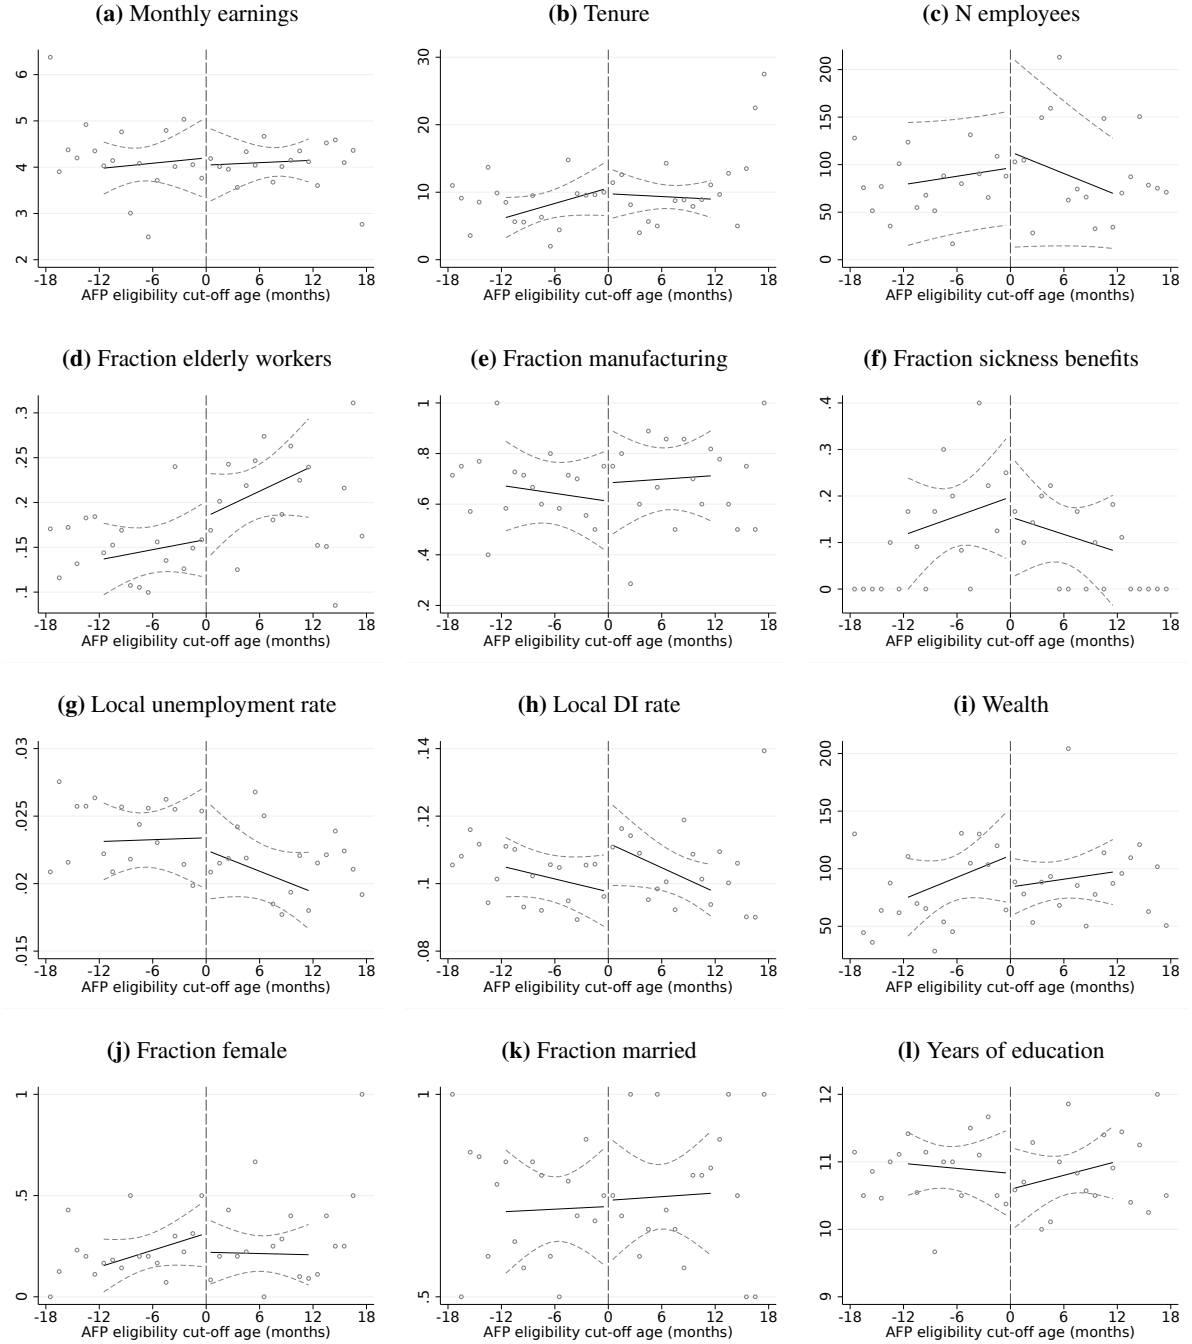 (a) Monthly earnings
6
5
4
3
2
-18 -12 -6 0 6 12 18
AFP eligibility cut-off age (months)
(b) Tenure
30
20
10
0
-18 -12 -6 0 6 12 18
AFP eligibility cut-off age (months)
(c) N employees
200
150
100
50
0
-18 -12 -6 0 6 12 18
AFP eligibility cut-off age (months)
(d) Fraction elderly workers
.3
.25
.2
.15
.1
-18 -12 -6 0 6 12 18
AFP eligibility cut-off age (months)
(e) Fraction manufacturing
1
.8
.6
.4
.2
-18 -12 -6 0 6 12 18
AFP eligibility cut-off age (months)
(f) Fraction sickness benefits
.4
.3
.2
.1
0
-18 -12 -6 0 6 12 18
AFP eligibility cut-off age (months)
(g) Local unemployment rate
.03
.025
.02
.015
-18 -12 -6 0 6 12 18
AFP eligibility cut-off age (months)
(h) Local DI rate
.14
.12
.1
.08
-18 -12 -6 0 6 12 18
AFP eligibility cut-off age (months)
(i) Wealth
200
150
100
50
-18 -12 -6 0 6 12 18
AFP eligibility cut-off age (months)
(j) Fraction female
1
.5
0
-18 -12 -6 0 6 12 18
AFP eligibility cut-off age (months)
(k) Fraction married
1
.5
-18 -12 -6 0 6 12 18
AFP eligibility cut-off age (months)
(l) Years of education
12
11
10
9
-18 -12 -6 0 6 12 18
AFP eligibility cut-off age (months)